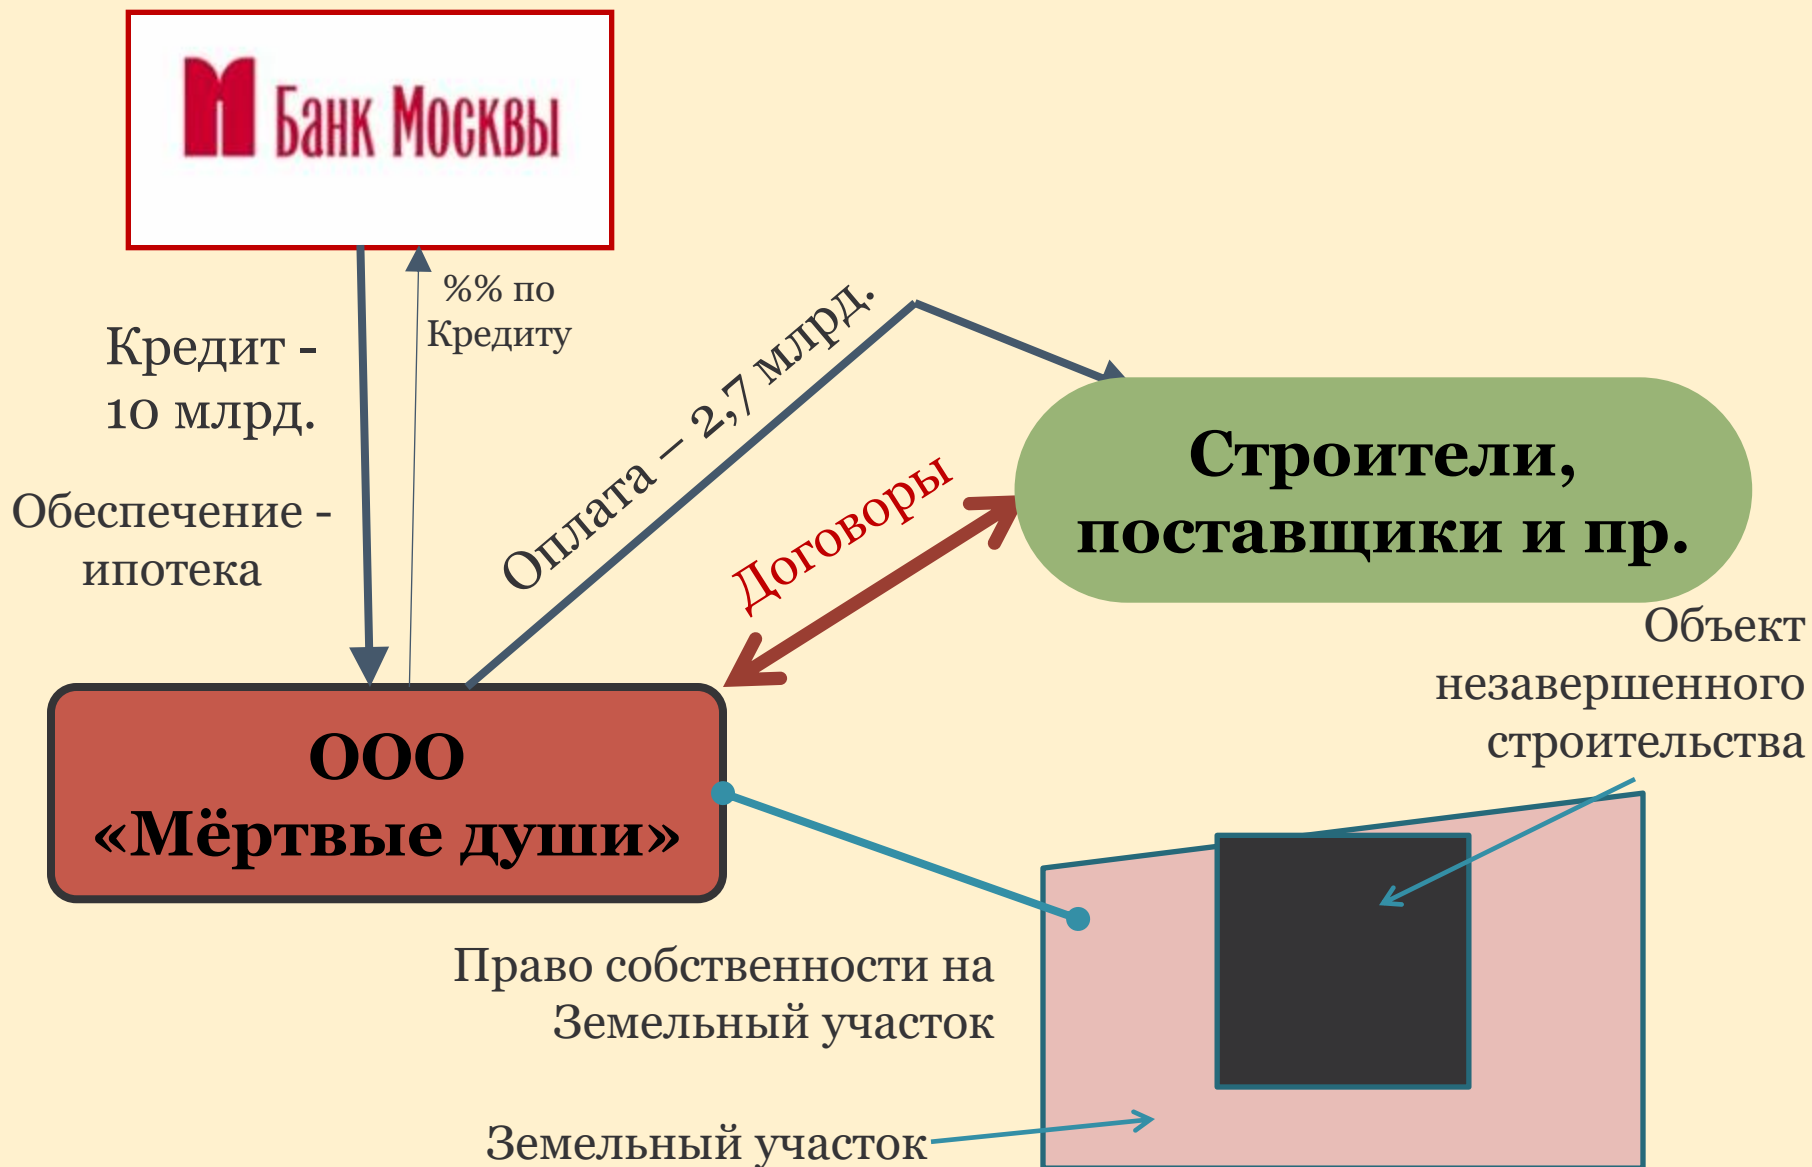 Банк Москвы
%% по
Кредиту
Кредит -
10 млрд.
Обеспечение -
ипотека
Оплата – 2,7 млрд.
Договоры
Строители,
поставщики и пр.
Объект
незавершенного
строительства
ООО
«Мёртвые души»
Право собственности на
Земельный участок
Земельный участок